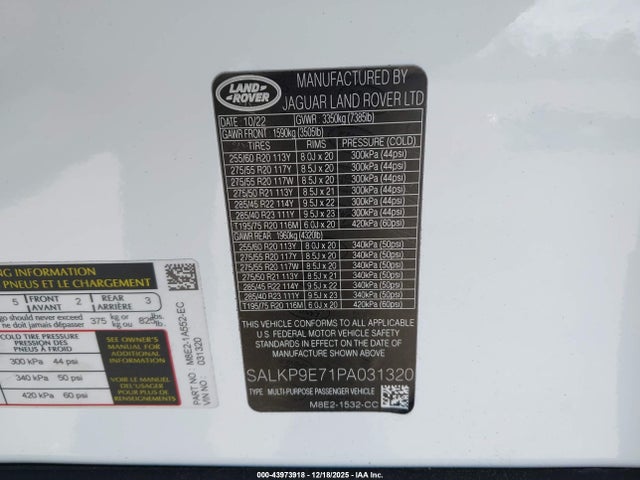 LAND
ROVER
MANUFACTURED BY
JAGUAR LAND ROVER LTD
DATE 10/22 GVWR 3350kg (7385lb)
GAWR FRONT 1590kg (3505lb)
TIRES RIMS PRESSURE (COLD)
255/60 R20 113Y 8.0J x 20 300kPa (44psi)
275/55 R20 117Y 8.5J x 20 300kPa (44psi)
275/55 R20 117W 8.5J x 20 300kPa (44psi)
275/50 R21 113Y 8.5J x 21 300kPa (44psi)
285/45 R22 114Y 9.5J x 22 300kPa (44psi)
285/40 R23 111Y 9.5J x 23 300kPa (44psi)
T195/75 R20 116M 6.0J x 20 420kPa (60psi)
GAWR REAR 1960kg (4320lb)
255/60 R20 113Y 8.0J x 20 340kPa (50psi)
275/55 R20 117Y 8.5J x 20 340kPa (50psi)
275/55 R20 117W 8.5J x 20 340kPa (50psi)
275/50 R21 113Y 8.5J x 21 340kPa (50psi)
285/45 R22 114Y 9.5J x 22 340kPa (50psi)
285/40 R23 111Y 9.5J x 23 340kPa (50psi)
T195/75 R20 116M 6.0J x 20 420kPa (60psi)
THIS VEHICLE CONFORMS TO ALL APPLICABLE
U S FEDERAL MOTOR VEHICLE SAFETY
STANDARDS IN EFFECT ON THE DATE OF
MANUFACTURE SHOWN ABOVE
SALKP9E71PA031320
TYPE MULTI-PURPOSE PASSENGER VEHICLE
M8E2-1532-CC
NG INFORMATION
PNEUS ET LE CHARGEMENT
5 FRONT 2 REAR 3
AVANT ARRIÈRE
go should never exceed
ne doit jamais dépasser 375 kg or kg ou 825 lbs. lb.
COLD TIRE PRESSURE
PRESSION DES
PNEUS À FROID
300 kPa 44 psi
340 kPa 50 psi
420 kPa 60 psi
SEE OWNER'S
MANUAL FOR
ADDITIONAL
INFORMATION
VOIR LE MANUEL
DE L'USAGER
POUR PLUS DE
RENSEIGNEMENTS
PART NO M8E2-1A552-EC
VIN NO 031320
000-43973918 - 12/18/2025 - IAA Inc.